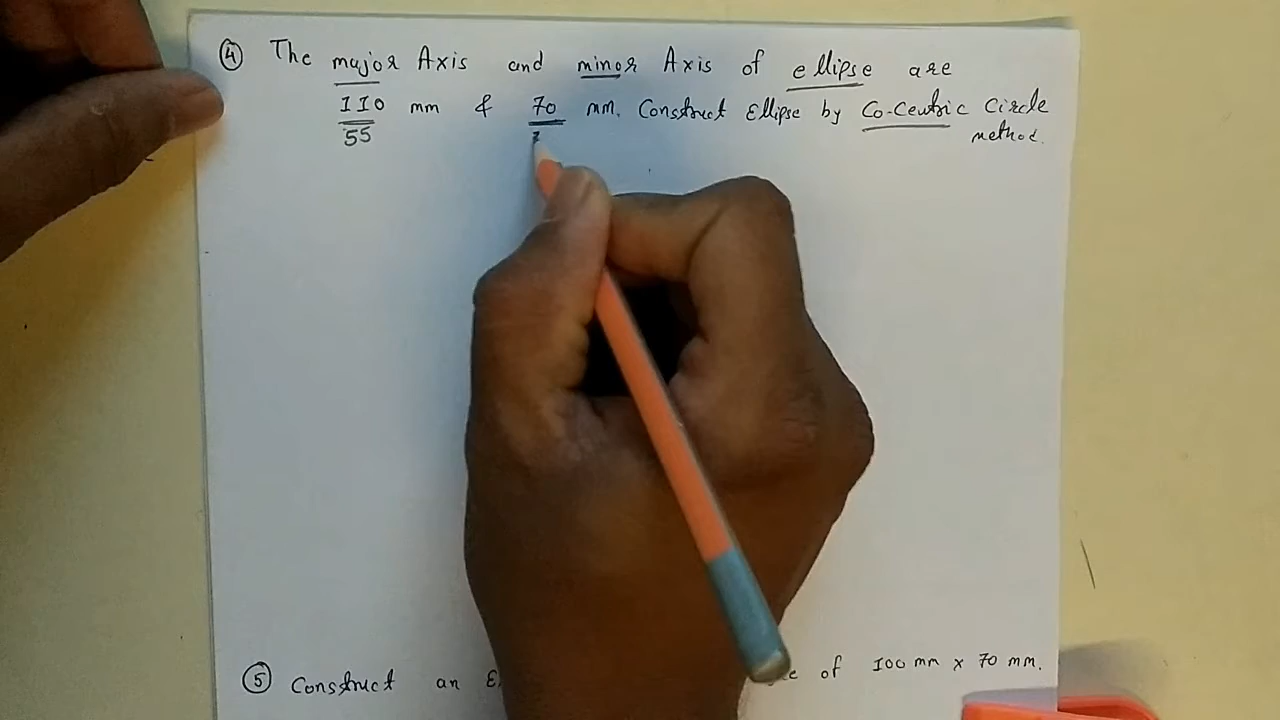 4 The major Axis and minor Axis of ellipse are
110 mm & 70 mm. Construct Ellipse by Co-Centric Circle
55 method.
5 Construct an of 100 mm x 70 mm.